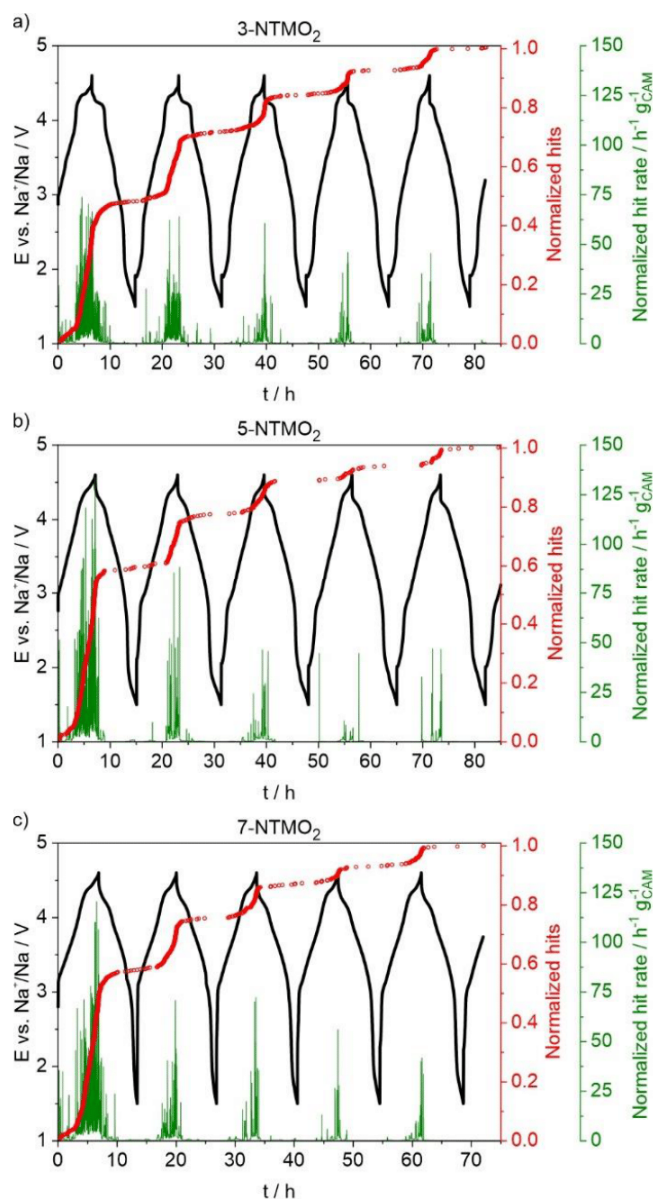 a)
3-NTMO₂
5
4
3
2
1
E vs. Na⁺/Na / V
0 10 20 30 40 50 60 70 80
t / h
1.0
0.8
0.6
0.4
0.2
0.0
Normalized hits
150
125
100
75
50
25
0
Normalized hit rate / h⁻¹ g⁻¹CAM
b)
5-NTMO₂
5
4
3
2
1
E vs. Na⁺/Na / V
0 10 20 30 40 50 60 70 80
t / h
1.0
0.8
0.6
0.4
0.2
0.0
Normalized hits
150
125
100
75
50
25
0
Normalized hit rate / h⁻¹ g⁻¹CAM
c)
7-NTMO₂
5
4
3
2
1
E vs. Na⁺/Na / V
0 10 20 30 40 50 60 70
t / h
1.0
0.8
0.6
0.4
0.2
0.0
Normalized hits
150
125
100
75
50
25
0
Normalized hit rate / h⁻¹ g⁻¹CAM